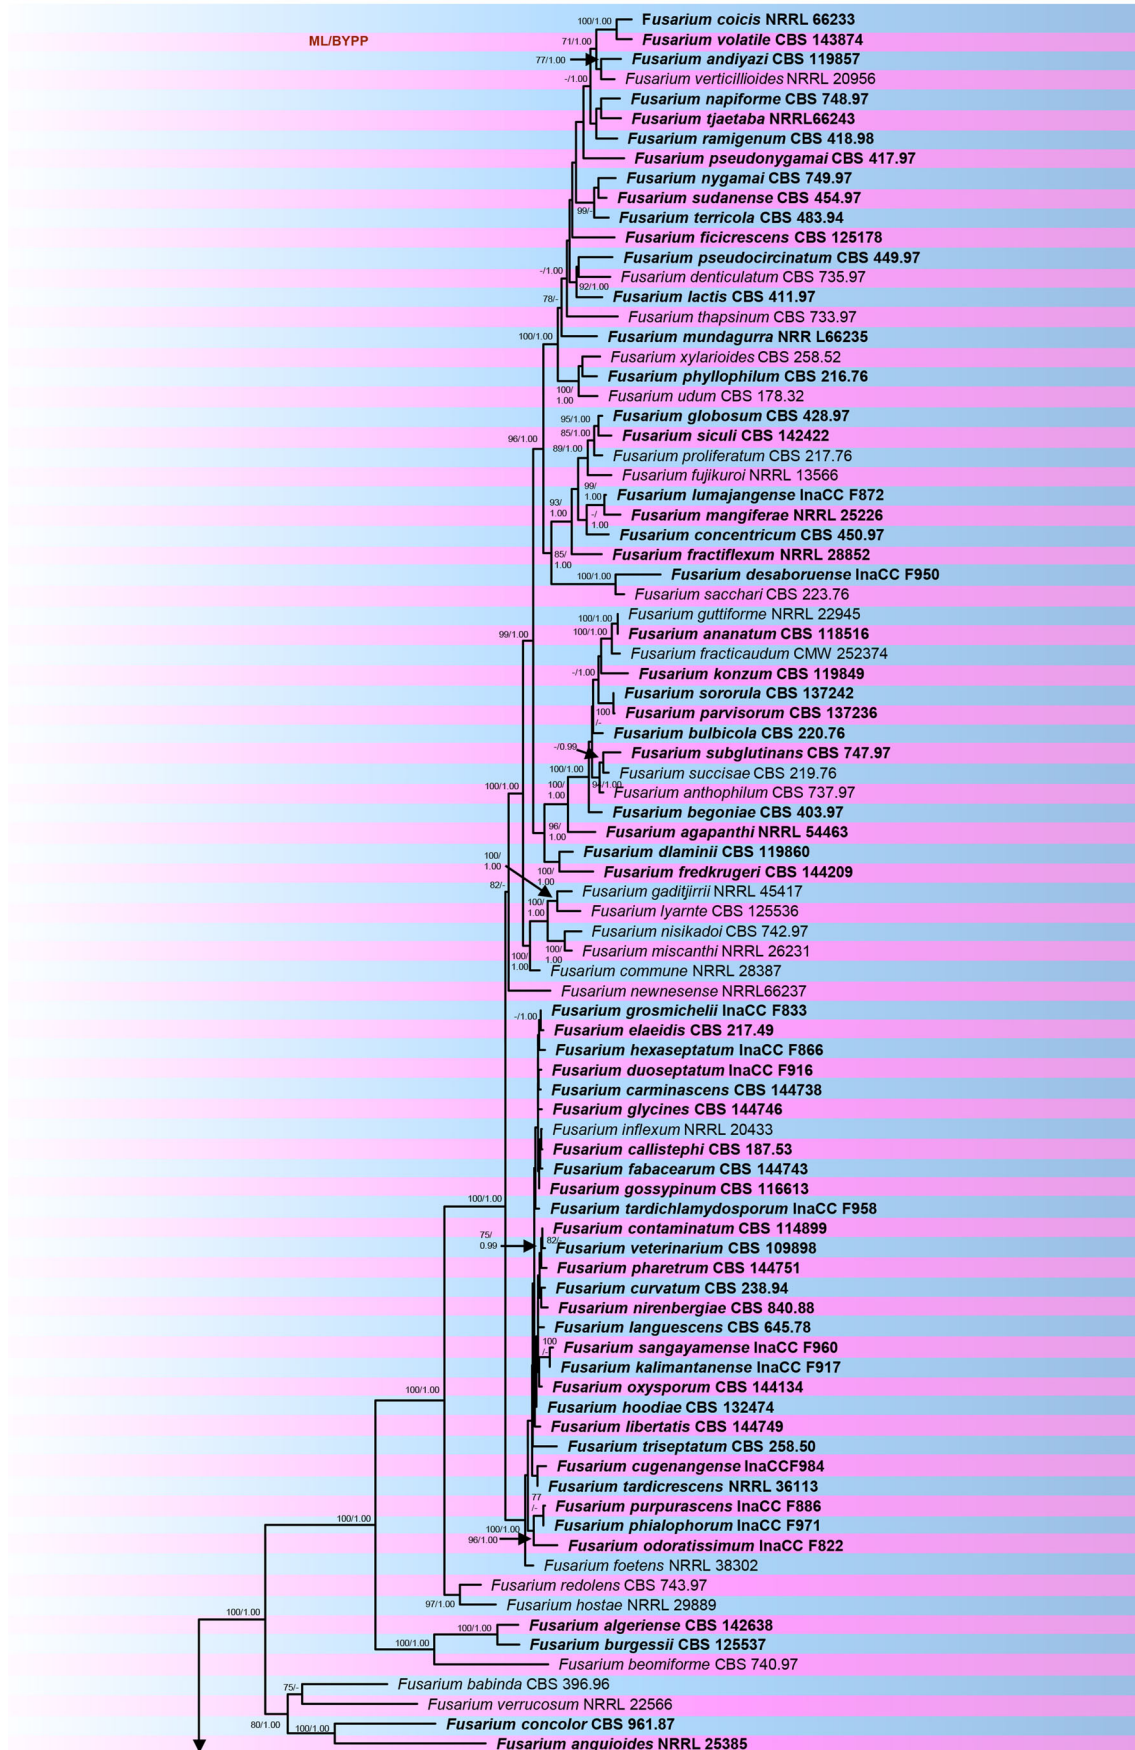 ML/BYPP
100/1.00
Fusarium coicis NRRL 66233
71/1.00
Fusarium volatile CBS 143874
77/1.00
Fusarium andiyazi CBS 119857
-/1.00
Fusarium verticillioides NRRL 20956
Fusarium napiforme CBS 748.97
Fusarium tjaetaba NRRL66243
Fusarium ramigenum CBS 418.98
Fusarium pseudonygamai CBS 417.97
Fusarium nygamai CBS 749.97
Fusarium sudanense CBS 454.97
99/-
Fusarium terricola CBS 483.94
Fusarium ficicrescens CBS 125178
Fusarium pseudocircinatum CBS 449.97
-/1.00
Fusarium denticulatum CBS 735.97
92/1.00
Fusarium lactis CBS 411.97
78/-
Fusarium thapsinum CBS 733.97
100/1.00
Fusarium mundagurra NRR L66235
Fusarium xylarioides CBS 258.52
Fusarium phyllophilum CBS 216.76
100/
1.00
Fusarium udum CBS 178.32
95/1.00
Fusarium globosum CBS 428.97
85/1.00
Fusarium siculi CBS 142422
96/1.00
89/1.00
Fusarium proliferatum CBS 217.76
Fusarium fujikuroi NRRL 13566
99/
1.00
Fusarium lumajangense InaCC F872
93/
1.00
-/
1.00
Fusarium mangiferae NRRL 25226
Fusarium concentricum CBS 450.97
85/
1.00
Fusarium fractiflexum NRRL 28852
100/1.00
Fusarium desaboruense InaCC F950
Fusarium sacchari CBS 223.76
100/1.00
Fusarium guttiforme NRRL 22945
99/1.00
100/1.00
Fusarium ananatum CBS 118516
Fusarium fracticaudum CMW 252374
-/1.00
Fusarium konzum CBS 119849
Fusarium sororula CBS 137242
100
/-
Fusarium parvisorum CBS 137236
Fusarium bulbicola CBS 220.76
-/0.99
Fusarium subglutinans CBS 747.97
100/1.00
Fusarium succisae CBS 219.76
100/1.00
100/
1.00
94/1.00
Fusarium anthophilum CBS 737.97
Fusarium begoniae CBS 403.97
96/
1.00
Fusarium agapanthi NRRL 54463
Fusarium dlaminii CBS 119860
100/
1.00
100/
1.00
Fusarium fredkrugeri CBS 144209
82/-
Fusarium gaditjirrii NRRL 45417
100/
1.00
Fusarium lyarnte CBS 125536
Fusarium nisikadoi CBS 742.97
100/
1.00
100/
1.00
Fusarium miscanthi NRRL 26231
Fusarium commune NRRL 28387
Fusarium newnesense NRRL66237
-/1.00
Fusarium grosmichelii InaCC F833
Fusarium elaeidis CBS 217.49
Fusarium hexaseptatum InaCC F866
Fusarium duoseptatum InaCC F916
Fusarium carminascens CBS 144738
Fusarium glycines CBS 144746
Fusarium inflexum NRRL 20433
Fusarium callistephi CBS 187.53
Fusarium fabacearum CBS 144743
Fusarium gossypinum CBS 116613
100/1.00
Fusarium tardichlamydosporum InaCC F958
Fusarium contaminatum CBS 114899
75/
0.99
82/-
Fusarium veterinarium CBS 109898
Fusarium pharetrum CBS 144751
Fusarium curvatum CBS 238.94
Fusarium nirenbergiae CBS 840.88
Fusarium languescens CBS 645.78
100
/-
Fusarium sangayamense InaCC F960
Fusarium kalimantanense InaCC F917
100/1.00
Fusarium oxysporum CBS 144134
Fusarium hoodiae CBS 132474
Fusarium libertatis CBS 144749
Fusarium triseptatum CBS 258.50
Fusarium cugenangense InaCCF984
Fusarium tardicrescens NRRL 36113
77
/-
Fusarium purpurascens InaCC F886
100/1.00
100/1.00
Fusarium phialophorum InaCC F971
96/1.00
Fusarium odoratissimum InaCC F822
Fusarium foetens NRRL 38302
Fusarium redolens CBS 743.97
97/1.00
Fusarium hostae NRRL 29889
100/1.00
100/1.00
Fusarium algeriense CBS 142638
100/1.00
Fusarium burgessii CBS 125537
Fusarium beomiforme CBS 740.97
75/-
Fusarium babinda CBS 396.96
Fusarium verrucosum NRRL 22566
80/1.00
100/1.00
Fusarium concolor CBS 961.87
Fusarium anguioides NRRL 25385